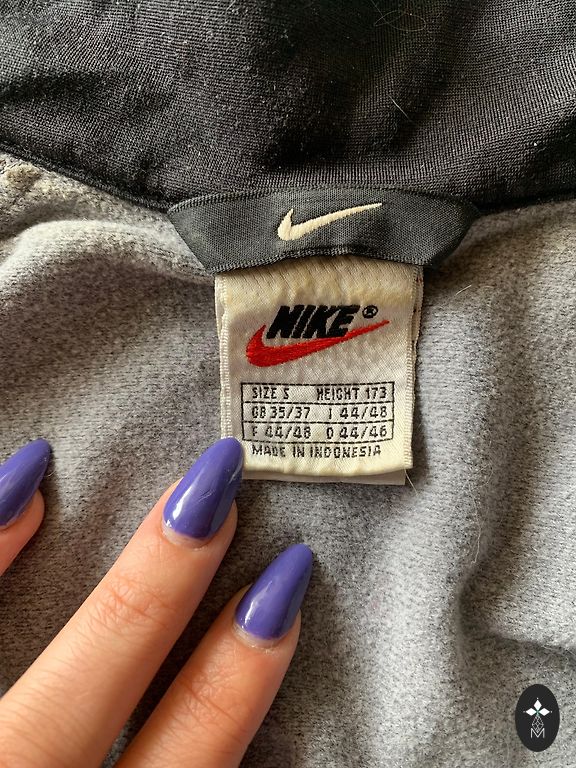 NIKE®
SIZE S HEIGHT 173
GB 35/37 I 44/48
F 44/48 D 44/46
MADE IN INDONESIA
M